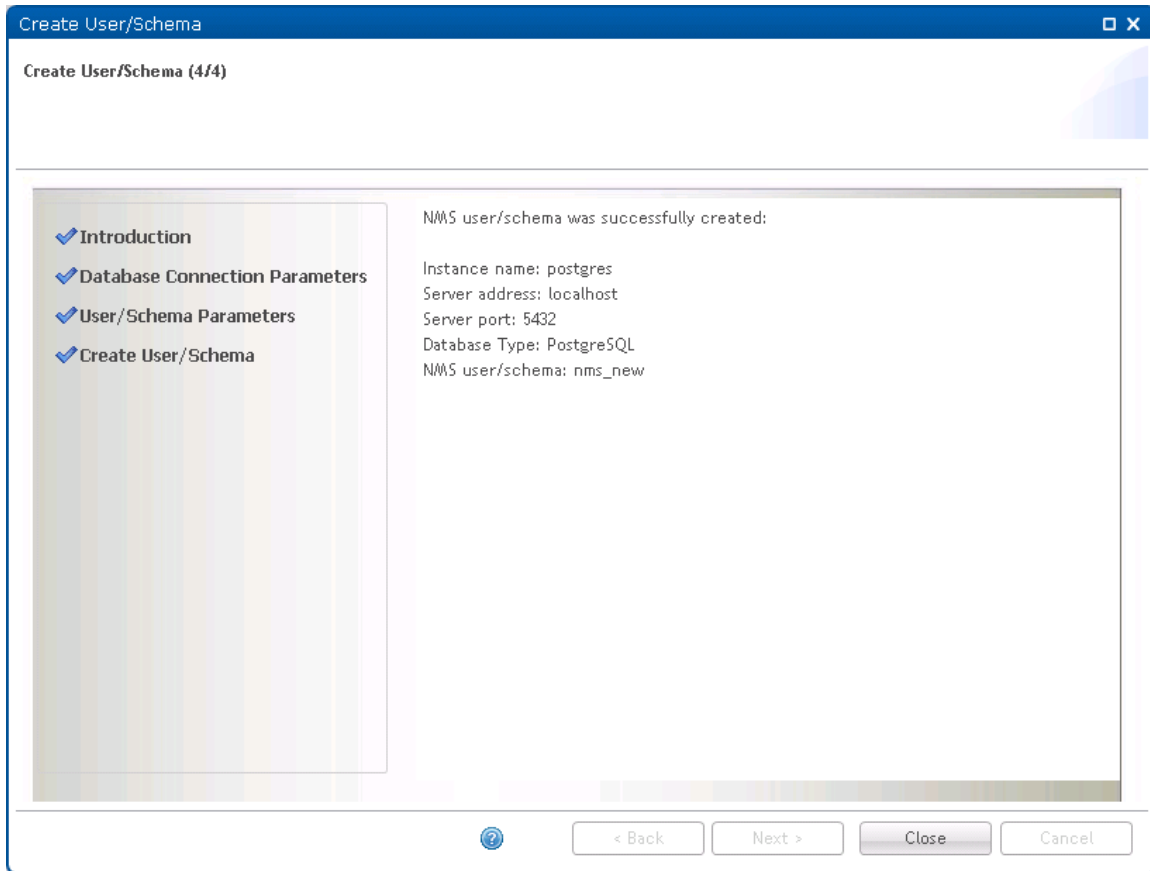 Create User/Schema
Create User/Schema (4/4)
Introduction
Database Connection Parameters
User/Schema Parameters
Create User/Schema
NMS user/schema was successfully created:
Instance name: postgres
Server address: localhost
Server port: 5432
Database Type: PostgreSQL
NMS user/schema: nms_new
? < Back Next > Close Cancel